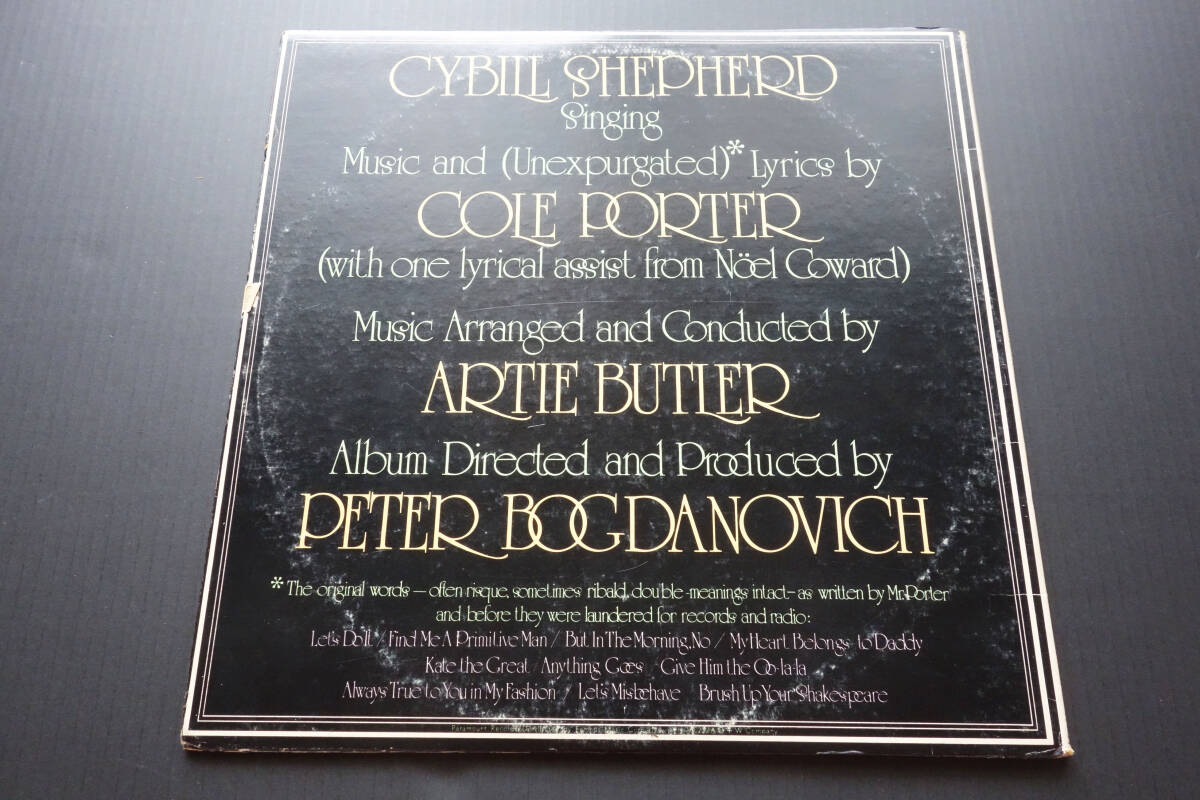 CYBILL SHEPHERD
Singing
Music and (Unexpurgated)* Lyrics by
COLE PORTER
(with one lyrical assist from Nöel Coward)
Music Arranged and Conducted by
ARTIE BUTLER
Album Directed and Produced by
PETER BOGDANOVICH
* The original words — often risque, sometimes ribald, double-meanings intact — as written by Mr. Porter
and before they were laundered for records and radio:
Let's Do It / Find Me A Primitive Man / But In The Morning, No / My Heart Belongs to Daddy
Kate the Great / Anything Goes / Give Him the Oo-la-la
Always True to You in My Fashion / Let's Misbehave Brush Up Your Shakespeare
Paramount Records Company